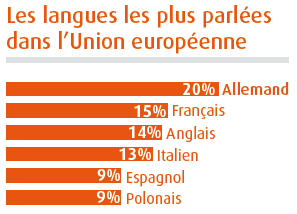 Les langues les plus parlées
dans l'Union européenne
20% Allemand
15% Français
14% Anglais
13% Italien
9% Espagnol
9% Polonais